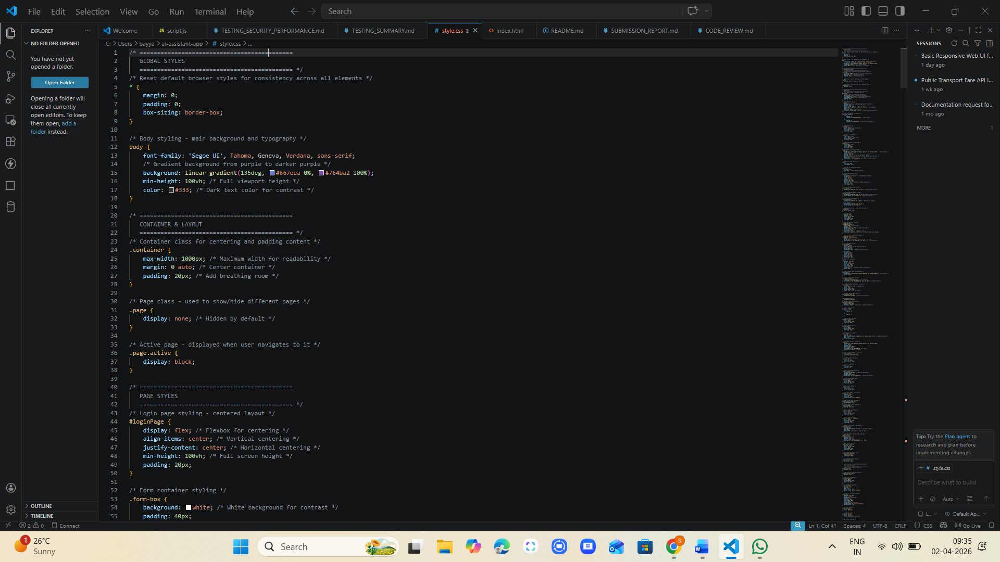 File Edit Selection View Go Run Terminal Help
Search
EXPLORER
NO FOLDER OPENED
You have not yet
opened a folder.
Open Folder
Opening a folder will
close all currently
open editors. To keep
them open, add a
folder instead.
OUTLINE
TIMELINE
Welcome
JS script.js
TESTING_SECURITY_PERFORMANCE.md
TESTING_SUMMARY.md
# style.css 2
<> index.html
README.md
SUBMISSION_REPORT.md
CODE_REVIEW.md
C: > Users > bayya > ai-assistant-app > # style.css > ...
1 /* ============================================
2 GLOBAL STYLES
3 ============================================ */
4 /* Reset default browser styles for consistency across all elements */
5 * {
6 margin: 0;
7 padding: 0;
8 box-sizing: border-box;
9 }
10
11 /* Body styling - main background and typography */
12 body {
13 font-family: 'Segoe UI', Tahoma, Geneva, Verdana, sans-serif;
14 /* Gradient background from purple to darker purple */
15 background: linear-gradient(135deg, #667eea 0%, #764ba2 100%);
16 min-height: 100vh; /* Full viewport height */
17 color: #333; /* Dark text color for contrast */
18 }
19
20 /* ============================================
21 CONTAINER & LAYOUT
22 ============================================ */
23 /* Container class for centering and padding content */
24 .container {
25 max-width: 1000px; /* Maximum width for readability */
26 margin: 0 auto; /* Center container */
27 padding: 20px; /* Add breathing room */
28 }
29
30 /* Page class - used to show/hide different pages */
31 .page {
32 display: none; /* Hidden by default */
33 }
34
35 /* Active page - displayed when user navigates to it */
36 .page.active {
37 display: block;
38 }
39
40 /* ============================================
41 PAGE STYLES
42 ============================================ */
43 /* Login page styling - centered layout */
44 #loginPage {
45 display: flex; /* Flexbox for centering */
46 align-items: center; /* Vertical centering */
47 justify-content: center; /* Horizontal centering */
48 min-height: 100vh; /* Full screen height */
49 padding: 20px;
50 }
51
52 /* Form container styling */
53 .form-box {
54 background: white; /* White background for contrast */
55 padding: 40px;
SESSIONS
Basic Responsive Web UI f...
1 day ago
Public Transport Fare API I...
1 wk ago
Documentation request fo...
1 mo ago
MORE 1
Tip: Try the Plan agent to
research and plan before
implementing changes.
# style.css
Describe what to build
Auto
L... Default Ap...
2 0 Connect
Ln 1, Col 41 Spaces: 4 UTF-8 CRLF { } CSS Go Live
1 26°C
Sunny
Search
S
ENG
IN
09:35
02-04-2026